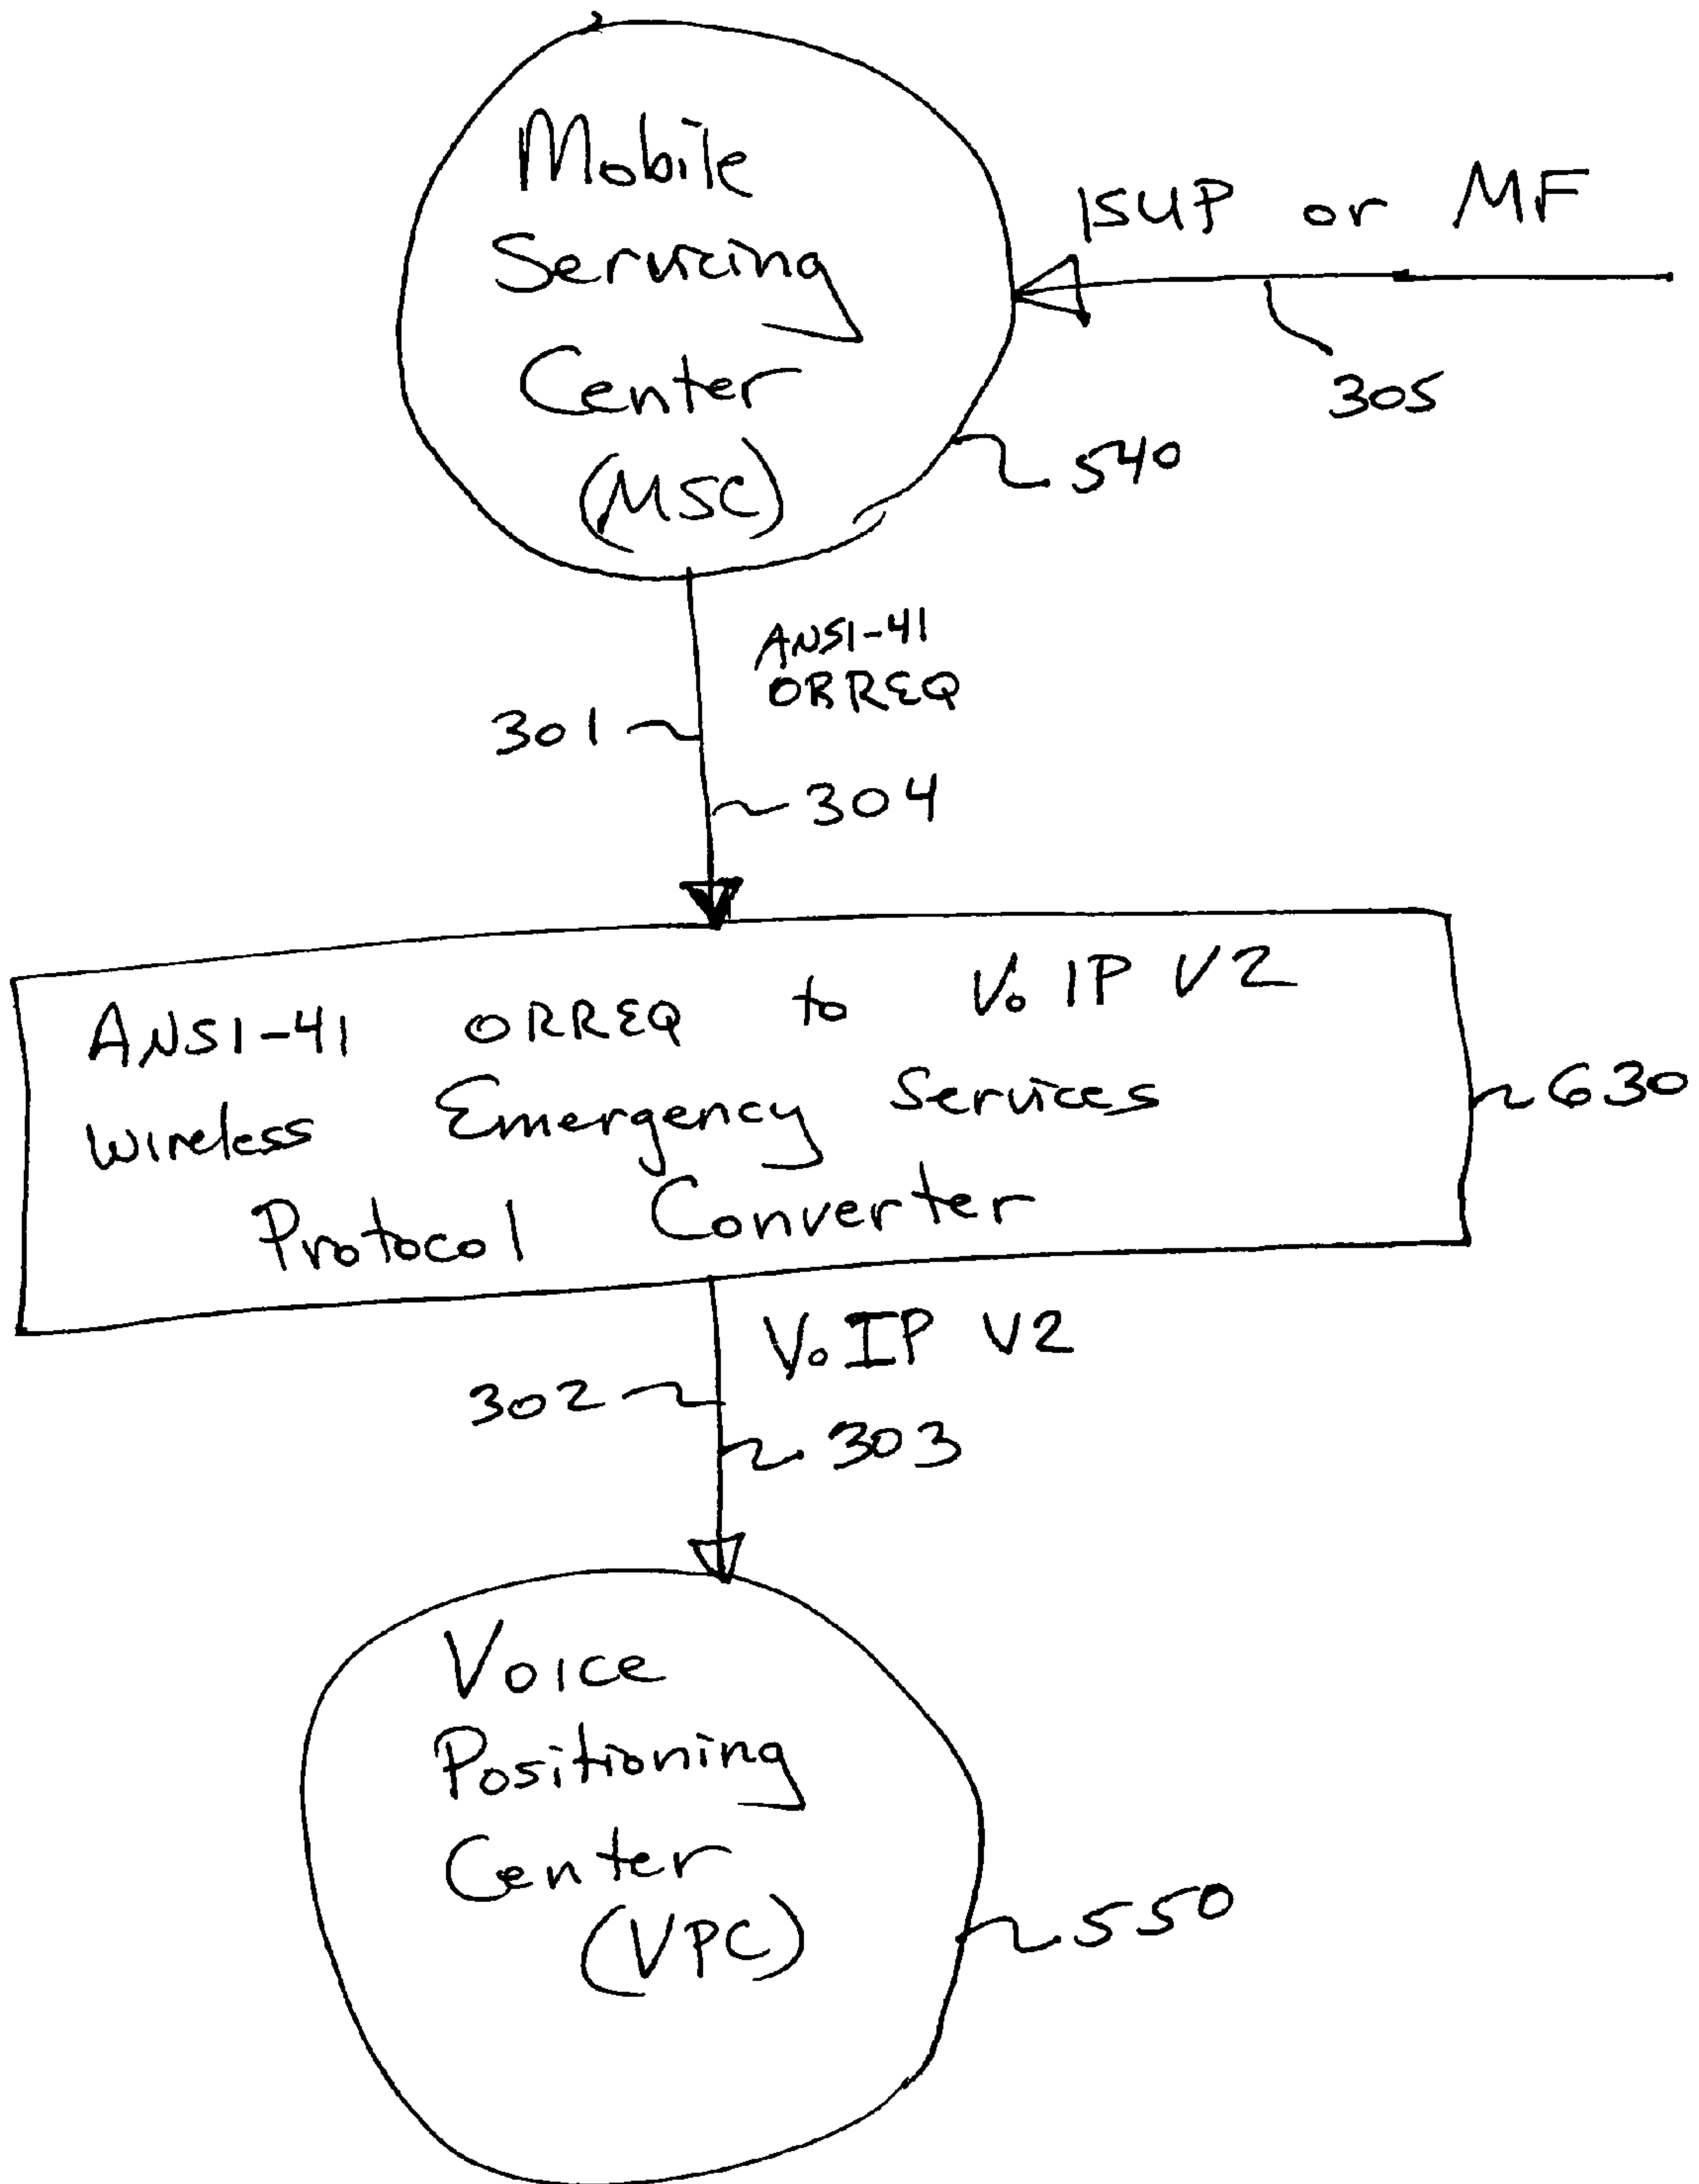 Mobile
Servicing
Center
(MSC)
ISUP or MF
305
540
ANSI-41
ORREQ
301
304
ANSI-41 ORREQ to VoIP V2
Wireless Emergency Services
Protocol Converter
630
VoIP V2
302
303
Voice
Positioning
Center
(VPC)
550